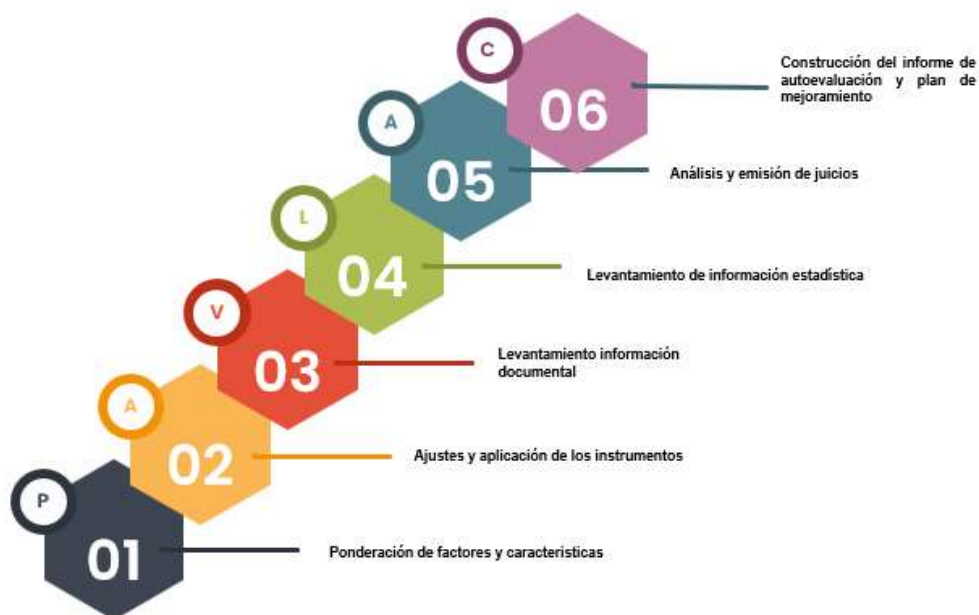 C
06
Construcción del informe de
autoevaluación y plan de
mejoramiento
A
05
Análisis y emisión de juicios
L
04
Levantamiento de información estadística
V
03
Levantamiento información
documental
A
02
Ajustes y aplicación de los instrumentos
P
01
Ponderación de factores y caracteristicas